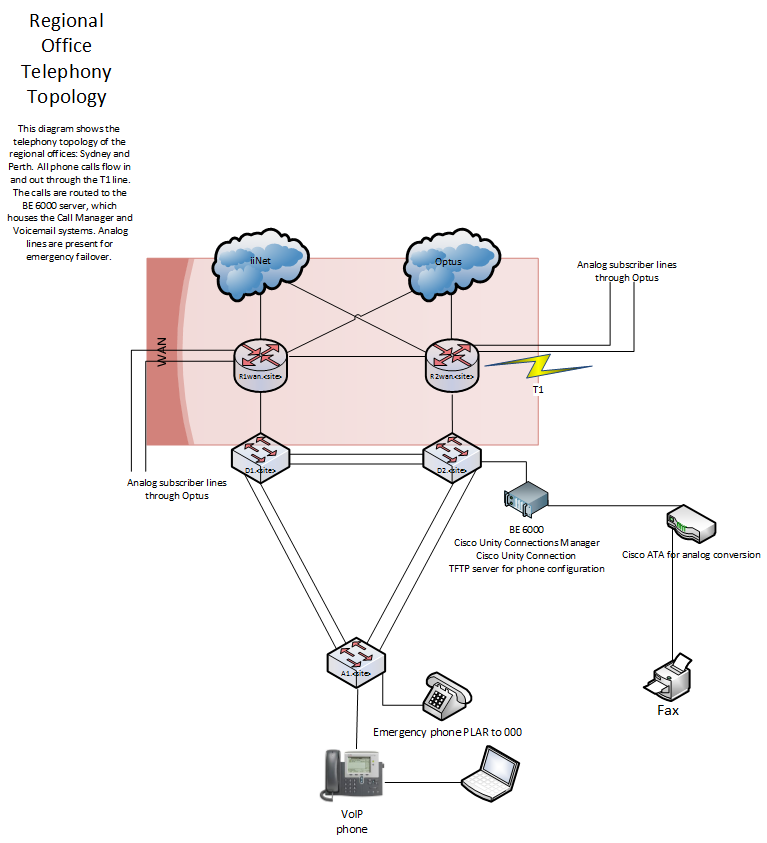 Regional
Office
Telephony
Topology
This diagram shows the
telephony topology of the
regional offices: Sydney and
Perth. All phone calls flow in
and out through the T1 line.
The calls are routed to the
BE 6000 server, which
houses the Call Manager and
Voicemail systems. Analog
lines are present for
emergency failover.
iiNet
Optus
Analog subscriber lines
through Optus
WAN
R1wan.<site>
R2wan.<site>
T1
D1.<site>
D2.<site>
Analog subscriber lines
through Optus
BE 6000
Cisco Unity Connections Manager
Cisco Unity Connection
TFTP server for phone configuration
Cisco ATA for analog conversion
A1.<site>
Fax
Emergency phone PLAR to 000
VoIP
phone